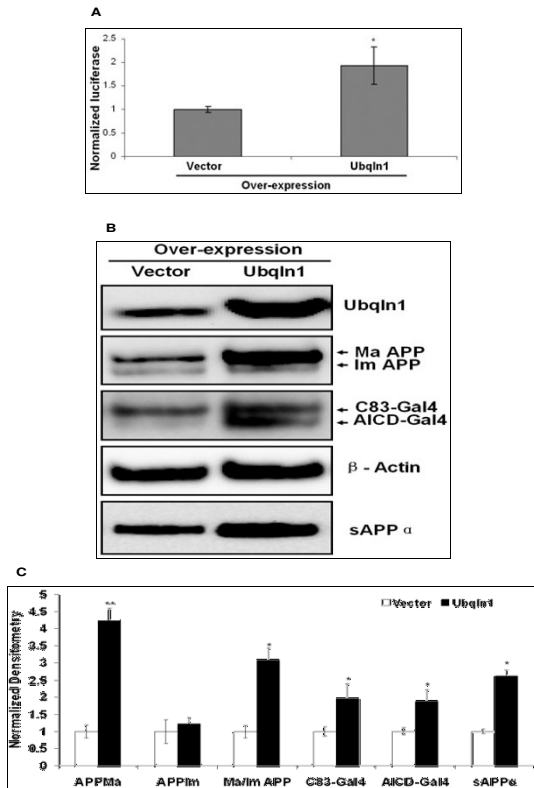 A
Normalized luciferase
2.5
2
1.5
1
0.5
0
*
Vector
Ubqln1
Over-expression
B
Over-expression
Vector
Ubqln1
Ubqln1
Ma APP
Im APP
C83-Gal4
AICD-Gal4
β - Actin
sAPP α
C
Normalized Densitometry
5
4.5
4
3.5
3
2.5
2
1.5
1
0.5
0
Vector
Ubqln1
**
*
*
*
*
APPMa
APPIm
Ma/Im APP
C83-Gal4
AICD-Gal4
sAPPα